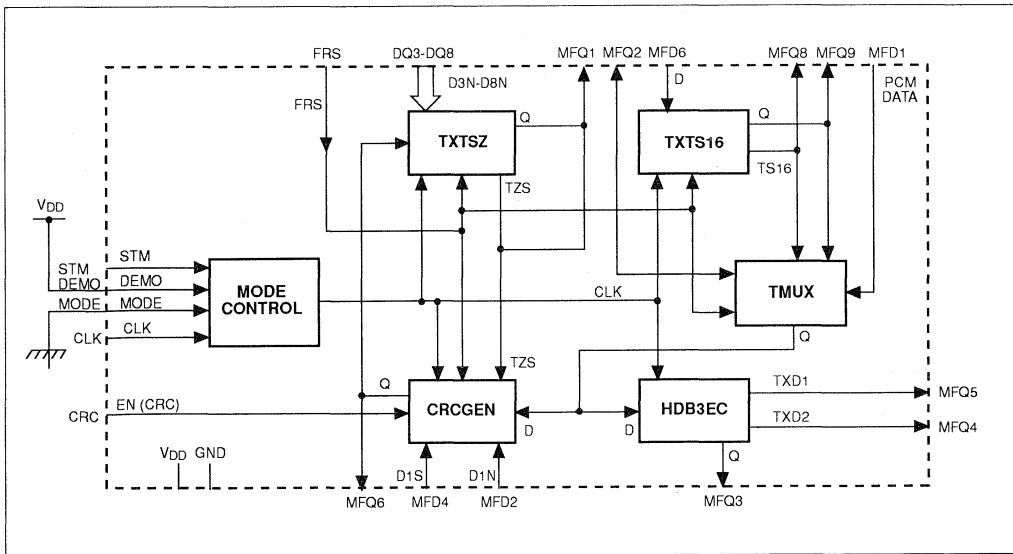 FRS DQ3-DQ8 MFQ1 MFQ2 MFD6 MFQ8 MFQ9 MFD1
D3N-D8N D PCM
DATA
FRS
Q Q
TXTSZ TXTS16
TS16
TZS
VDD
STM STM
DEMO DEMO
MODE MODE
CLK CLK
MODE
CONTROL
CLK
TMUX
Q
TZS
Q
CRC EN (CRC)
CRCGEN
D D
HDB3EC
TXD1 MFQ5
TXD2 MFQ4
VDD GND
D1S D1N Q
MFQ6 MFD4 MFD2 MFQ3